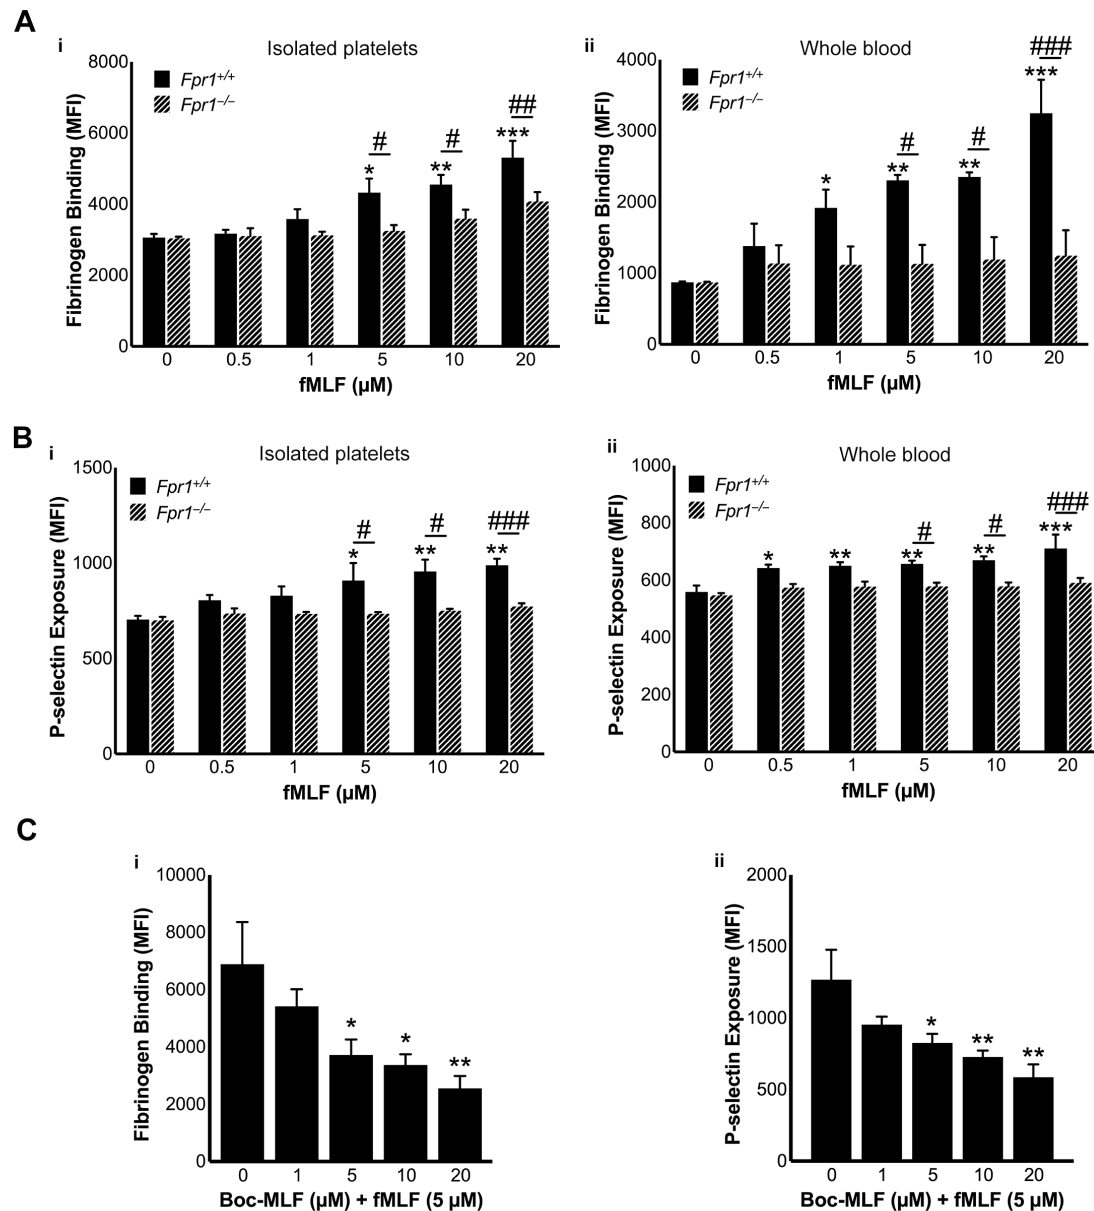 A
i
Isolated platelets
Fpr1+/+
Fpr1−/−
Fibrinogen Binding (MFI)
8000
6000
4000
2000
0
##
***
#
**
#
*
0 0.5 1 5 10 20
fMLF (µM)
ii
Whole blood
Fpr1+/+
Fpr1−/−
Fibrinogen Binding (MFI)
4000
3000
2000
1000
0
###
***
#
**
#
**
*
0 0.5 1 5 10 20
fMLF (µM)
B
i
Isolated platelets
Fpr1+/+
Fpr1−/−
P-selectin Exposure (MFI)
1500
1000
500
0
# # ###
* ** **
0 0.5 1 5 10 20
fMLF (µM)
ii
Whole blood
Fpr1+/+
Fpr1−/−
P-selectin Exposure (MFI)
1000
800
600
400
200
0
# # ###
* ** ** ** ***
0 0.5 1 5 10 20
fMLF (µM)
C
i
Fibrinogen Binding (MFI)
10000
8000
6000
4000
2000
0
* * **
0 1 5 10 20
Boc-MLF (µM) + fMLF (5 µM)
ii
P-selectin Exposure (MFI)
2000
1500
1000
500
0
* ** **
0 1 5 10 20
Boc-MLF (µM) + fMLF (5 µM)